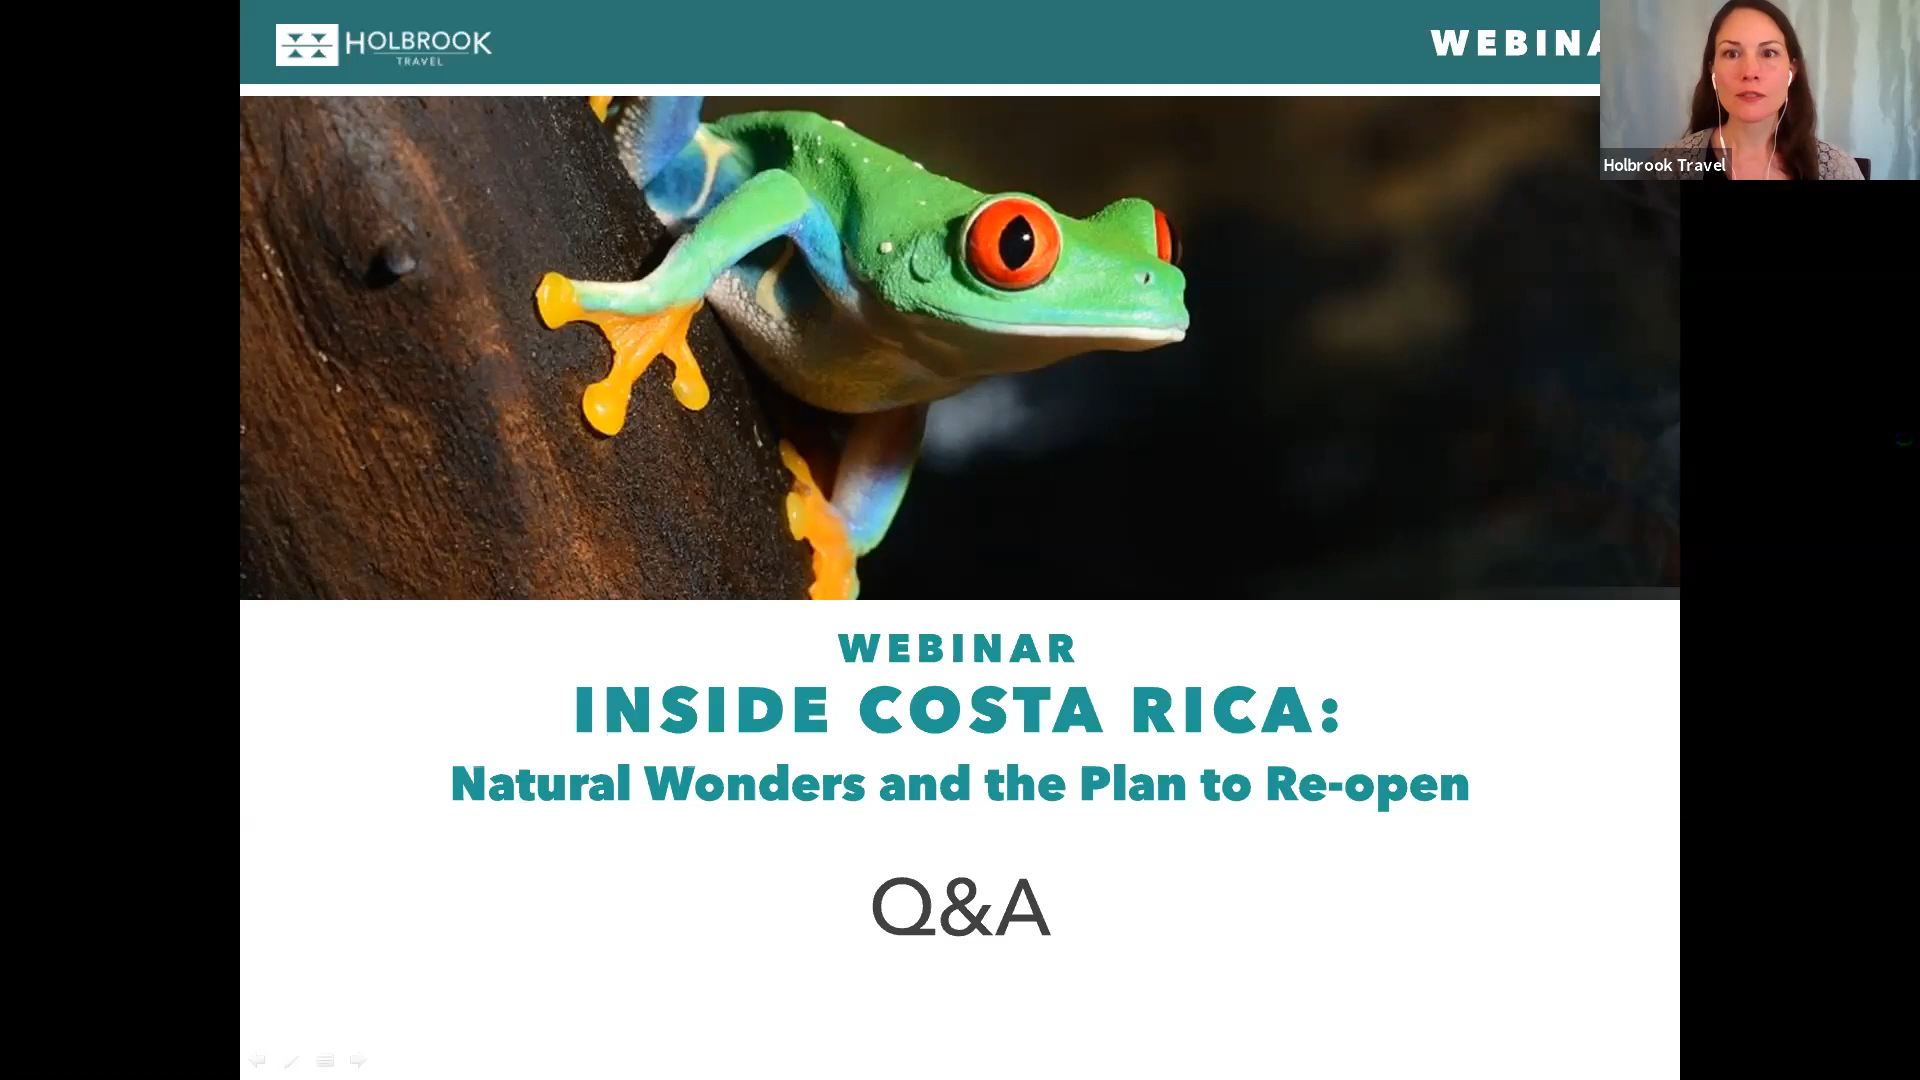 HOLBROOK
TRAVEL
WEBINA
Holbrook Travel
WEBINAR
INSIDE COSTA RICA:
Natural Wonders and the Plan to Re-open
Q&A